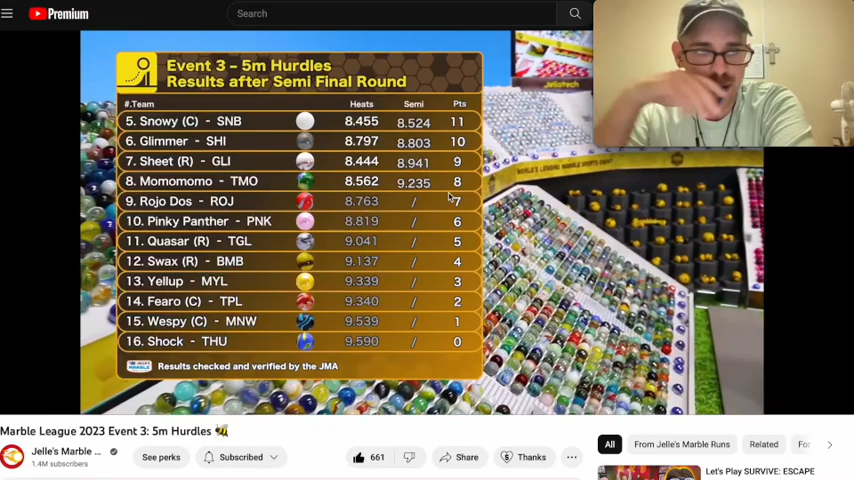 Premium
Search
Event 3 - 5m Hurdles
Results after Semi Final Round
#.Team Heats Semi Pts
5. Snowy (C) - SNB 8.455 8.524 11
6. Glimmer - SHI 8.797 8.803 10
7. Sheet (R) - GLI 8.444 8.941 9
8. Momomomo - TMO 8.562 9.235 8
9. Rojo Dos - ROJ 8.763 / 7
10. Pinky Panther - PNK 8.819 / 6
11. Quasar (R) - TGL 9.041 / 5
12. Swax (R) - BMB 9.137 / 4
13. Yellup - MYL 9.339 / 3
14. Fearo (C) - TPL 9.340 / 2
15. Wespy (C) - MNW 9.539 / 1
16. Shock - THU 9.590 / 0
Results checked and verified by the JMA
Jellotech
Marble League 2023 Event 3: 5m Hurdles 🐝
Jelle's Marble ...
1.4M subscribers
See perks
Subscribed
661
Share
Thanks
All
From Jelle's Marble Runs
Related
For
Let's Play SURVIVE: ESCAPE